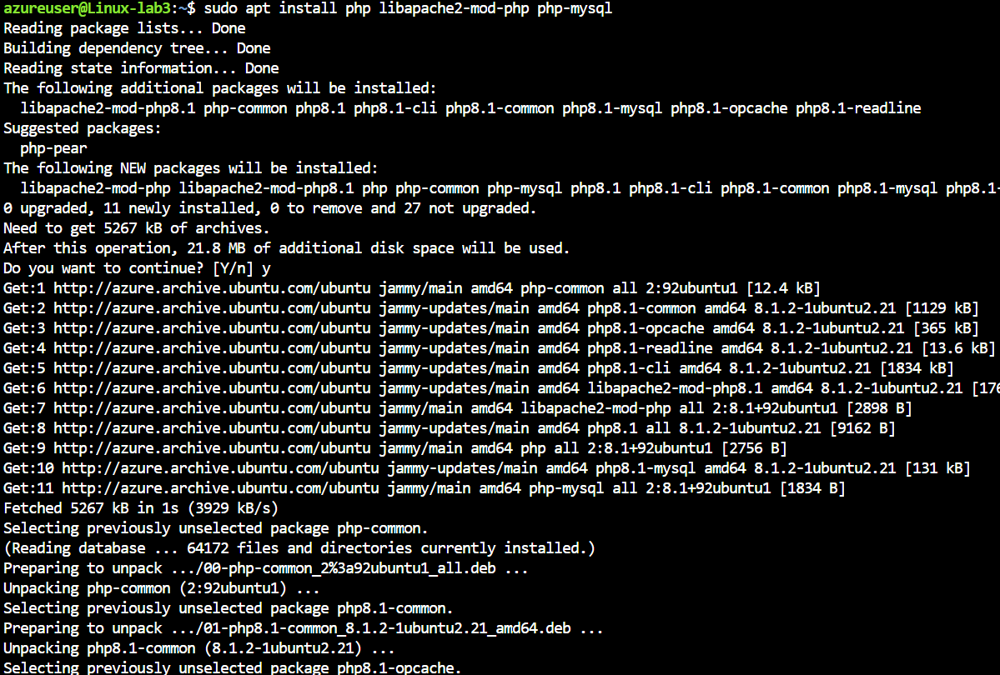 azureuser@Linux-lab3:~$ sudo apt install php libapache2-mod-php php-mysql
Reading package lists... Done
Building dependency tree... Done
Reading state information... Done
The following additional packages will be installed:
  libapache2-mod-php8.1 php-common php8.1 php8.1-cli php8.1-common php8.1-mysql php8.1-opcache php8.1-readline
Suggested packages:
  php-pear
The following NEW packages will be installed:
  libapache2-mod-php libapache2-mod-php8.1 php php-common php-mysql php8.1 php8.1-cli php8.1-common php8.1-mysql php8.1-
0 upgraded, 11 newly installed, 0 to remove and 27 not upgraded.
Need to get 5267 kB of archives.
After this operation, 21.8 MB of additional disk space will be used.
Do you want to continue? [Y/n] y
Get:1 http://azure.archive.ubuntu.com/ubuntu jammy/main amd64 php-common all 2:92ubuntu1 [12.4 kB]
Get:2 http://azure.archive.ubuntu.com/ubuntu jammy-updates/main amd64 php8.1-common amd64 8.1.2-1ubuntu2.21 [1129 kB]
Get:3 http://azure.archive.ubuntu.com/ubuntu jammy-updates/main amd64 php8.1-opcache amd64 8.1.2-1ubuntu2.21 [365 kB]
Get:4 http://azure.archive.ubuntu.com/ubuntu jammy-updates/main amd64 php8.1-readline amd64 8.1.2-1ubuntu2.21 [13.6 kB]
Get:5 http://azure.archive.ubuntu.com/ubuntu jammy-updates/main amd64 php8.1-cli amd64 8.1.2-1ubuntu2.21 [1834 kB]
Get:6 http://azure.archive.ubuntu.com/ubuntu jammy-updates/main amd64 libapache2-mod-php8.1 amd64 8.1.2-1ubuntu2.21 [176
Get:7 http://azure.archive.ubuntu.com/ubuntu jammy/main amd64 libapache2-mod-php all 2:8.1+92ubuntu1 [2898 B]
Get:8 http://azure.archive.ubuntu.com/ubuntu jammy-updates/main amd64 php8.1 all 8.1.2-1ubuntu2.21 [9162 B]
Get:9 http://azure.archive.ubuntu.com/ubuntu jammy/main amd64 php all 2:8.1+92ubuntu1 [2756 B]
Get:10 http://azure.archive.ubuntu.com/ubuntu jammy-updates/main amd64 php8.1-mysql amd64 8.1.2-1ubuntu2.21 [131 kB]
Get:11 http://azure.archive.ubuntu.com/ubuntu jammy/main amd64 php-mysql all 2:8.1+92ubuntu1 [1834 B]
Fetched 5267 kB in 1s (3929 kB/s)
Selecting previously unselected package php-common.
(Reading database ... 64172 files and directories currently installed.)
Preparing to unpack .../00-php-common_2%3a92ubuntu1_all.deb ...
Unpacking php-common (2:92ubuntu1) ...
Selecting previously unselected package php8.1-common.
Preparing to unpack .../01-php8.1-common_8.1.2-1ubuntu2.21_amd64.deb ...
Unpacking php8.1-common (8.1.2-1ubuntu2.21) ...
Selecting previously unselected package php8.1-opcache.